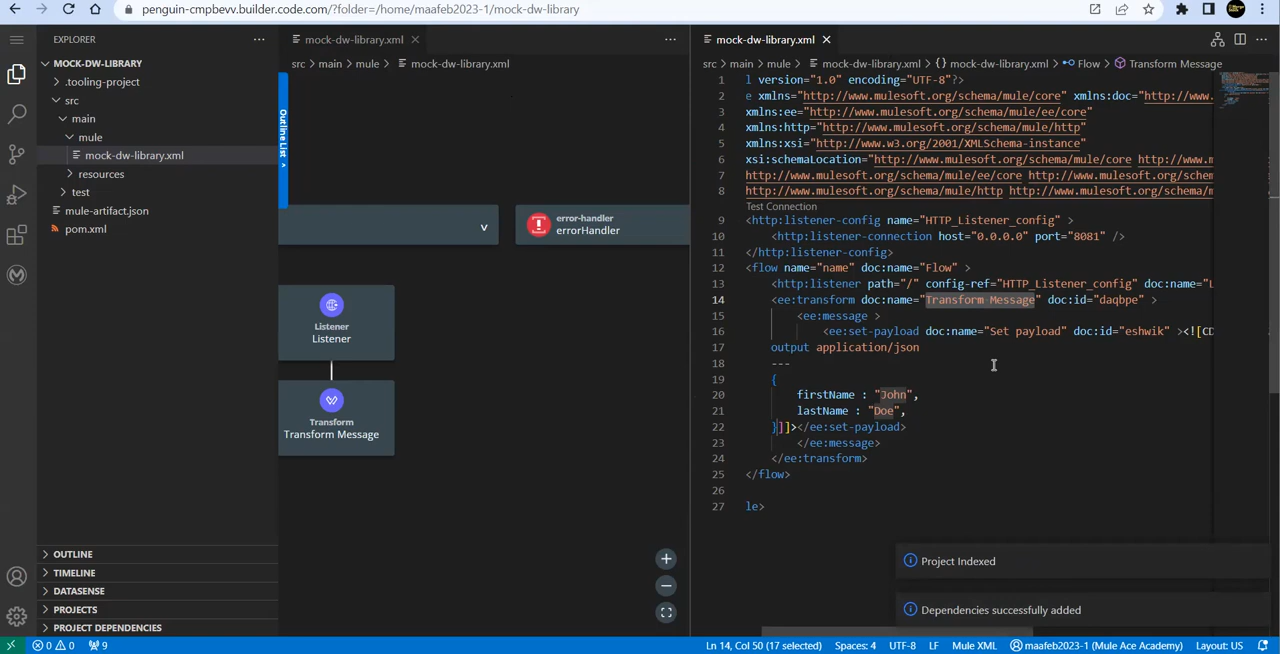 penguin-cmpbevv.builder.code.com/?folder=/home/maafeb2023-1/mock-dw-library
EXPLORER
MOCK-DW-LIBRARY
.tooling-project
src
main
mule
mock-dw-library.xml
resources
test
mule-artifact.json
pom.xml
OUTLINE
TIMELINE
DATASENSE
PROJECTS
PROJECT DEPENDENCIES
mock-dw-library.xml
src > main > mule > mock-dw-library.xml
Outline List >
error-handler
errorHandler
Listener
Listener
Transform
Transform Message
mock-dw-library.xml
src > main > mule > mock-dw-library.xml > {} mock-dw-library.xml > Flow > Transform Message
1 l version="1.0" encoding="UTF-8"?>
2 e xmlns="http://www.mulesoft.org/schema/mule/core" xmlns:doc="http://www.
3 xmlns:ee="http://www.mulesoft.org/schema/mule/ee/core"
4 xmlns:http="http://www.mulesoft.org/schema/mule/http"
5 xmlns:xsi="http://www.w3.org/2001/XMLSchema-instance"
6 xsi:schemaLocation="http://www.mulesoft.org/schema/mule/core http://www.mo
7 http://www.mulesoft.org/schema/mule/ee/core http://www.mulesoft.org/schema
8 http://www.mulesoft.org/schema/mule/http http://www.mulesoft.org/schema/m
Test Connection
9 <http:listener-config name="HTTP_Listener_config" >
10 <http:listener-connection host="0.0.0.0" port="8081" />
11 </http:listener-config>
12 <flow name="name" doc:name="Flow" >
13 <http:listener path="/" config-ref="HTTP_Listener_config" doc:name="L
14 <ee:transform doc:name="Transform Message" doc:id="daqbpe" >
15 <ee:message >
16 <ee:set-payload doc:name="Set payload" doc:id="eshwik" ><![CD
17 output application/json
18 ---
19 {
20 firstName : "John",
21 lastName : "Doe",
22 }]]></ee:set-payload>
23 </ee:message>
24 </ee:transform>
25 </flow>
26
27 le>
Project Indexed
Dependencies successfully added
0 0 9
Ln 14, Col 50 (17 selected) Spaces: 4 UTF-8 LF Mule XML maafeb2023-1 (Mule Ace Academy) Layout: US